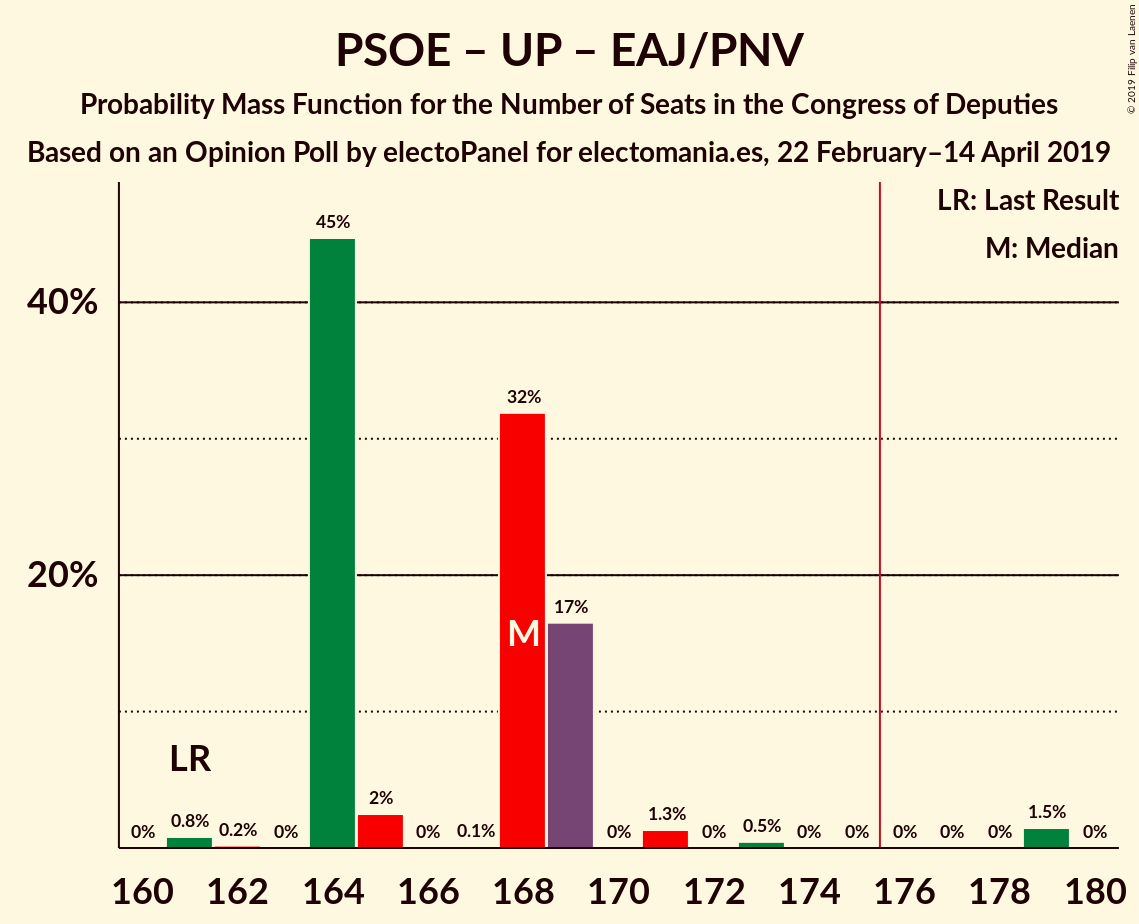 PSOE – UP – EAJ/PNV
Probability Mass Function for the Number of Seats in the Congress of Deputies
Based on an Opinion Poll by electoPanel for electomania.es, 22 February–14 April 2019
© 2019 Filip van Laenen
LR: Last Result
M: Median
45%
40%
32%
20%
17%
M
LR
0% 0.8% 0.2% 0% 2% 0% 0.1% 0% 1.3% 0% 0.5% 0% 0% 0% 0% 0% 1.5% 0%
160 162 164 166 168 170 172 174 176 178 180